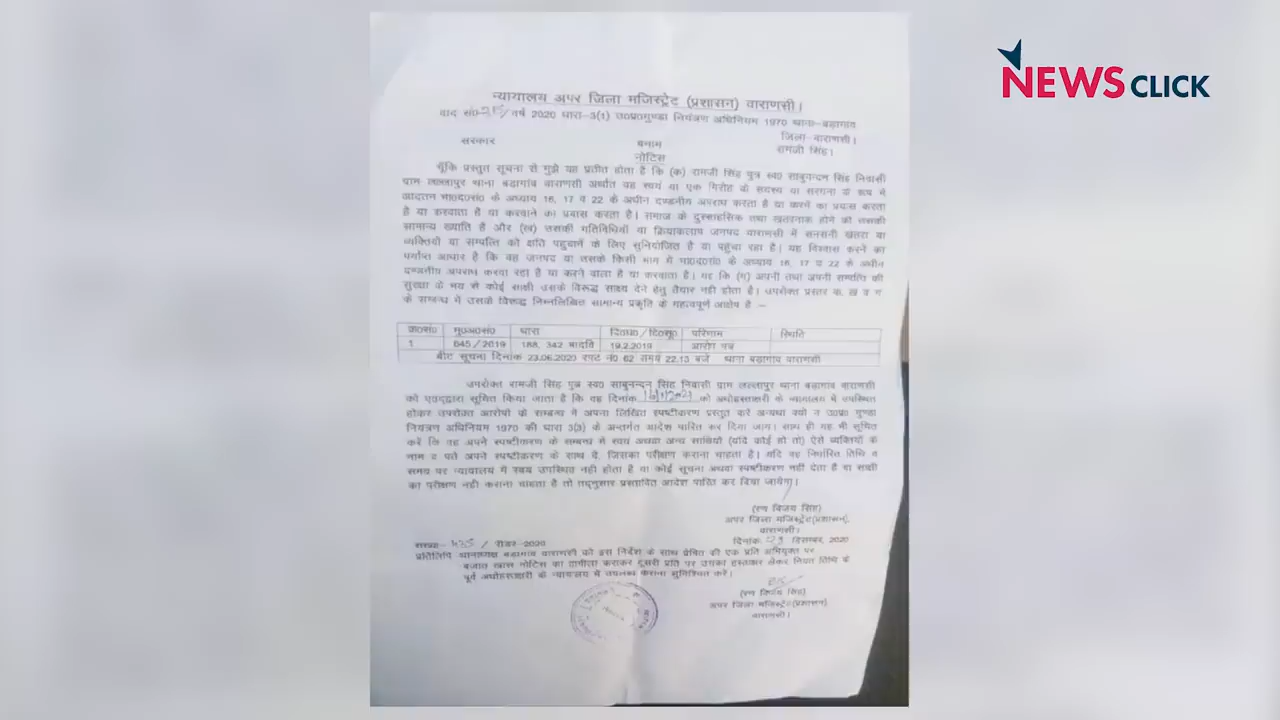 NEWS CLICK
न्यायालय अपर जिला मजिस्ट्रेट (प्रशासन) वाराणसी।
वाद सं0- /वर्ष 2020 धारा-3(1) उ0प्र0गुण्डा नियंत्रण अधिनियम 1970 थाना-बड़ागांव
जिला-वाराणसी।
सरकार बनाम रामजी सिंह।
नोटिस
चूँकि प्रस्तुत सूचना से मुझे यह प्रतीत होता है कि (क) रामजी सिंह पुत्र स्व0 साबुनन्दन सिंह निवासी
ग्राम लल्लापुर थाना बड़ागांव वाराणसी अर्थात वह स्वयं या एक गिरोह के सदस्य या सरगना के रूप में
आदतन भा0द0सं0 के अध्याय 16, 17 व 22 के अधीन दण्डनीय अपराध करता है या करने का प्रयास करता
है या करवाता है या करवाने का प्रयास करता है। समाज के दुस्साहसिक तथा खतरनाक होने की उसकी
सामान्य ख्याति है और (ख) उसकी गतिविधियों या क्रियाकलाप जनपद वाराणसी में सनसनी खतरा या
व्यक्तियों या सम्पत्ति को क्षति पहुचाने के लिए सुनियोजित है या पहुंचा रहा है। यह विश्वास करने का
पर्याप्त आधार है कि वह जनपद या उसके किसी भाग में भा0द0सं0 के अध्याय 16, 17 व 22 के अधीन
दण्डनीय अपराध करवा रहा है या करने वाला है या करवाता है। यह कि (ग) अपनी तथा अपनी सम्पत्ति की
सुरक्षा के भय से कोई साक्षी उसके विरूद्ध साक्ष्य देने हेतु तैयार नहीं होता है। उपरोक्त प्रस्तर क, ख व ग
के सम्बन्ध में उसके विरूद्ध निम्नलिखित सामान्य प्रकृति के महत्वपूर्ण आक्षेप है :-
क्र0सं0 मु0अ0सं0 धारा दि0घ0/दि0सू0 परिणाम स्थिति
1 645/2019 188, 342 भादवि 19.2.2019 आरोप पत्र
बीट सूचना दिनांक 23.06.2020 रपट नं0 62 समय 22.13 बजे थाना बड़ागांव वाराणसी
उपरोक्त रामजी सिंह पुत्र स्व0 साबुनन्दन सिंह निवासी ग्राम लल्लापुर थाना बड़ागांव वाराणसी
को एतद्द्वारा सूचित किया जाता है कि वह दिनांक को अधोहस्ताक्षरी के न्यायालय में उपस्थित
होकर उपरोक्त आरोपों के सम्बन्ध में अपना लिखित स्पष्टीकरण प्रस्तुत करें अन्यथा क्यों न उ0प्र0 गुण्डा
नियंत्रण अधिनियम 1970 की धारा 3(3) के अन्तर्गत आदेश पारित कर दिया जाय। साथ ही यह भी सूचित
करें कि वह अपने स्पष्टीकरण के सम्बन्ध में स्वयं अथवा अन्य साक्षियों (यदि कोई हो तो) ऐसे व्यक्तियों के
नाम व पते अपने स्पष्टीकरण के साथ दें, जिसका परीक्षण कराना चाहता है। यदि वह निर्धारित तिथि व
समय पर न्यायालय में स्वयं उपस्थित नहीं होता है या कोई सूचना अथवा स्पष्टीकरण नहीं देता है या साक्षी
का परीक्षण नहीं कराना चाहता है तो तद्नुसार प्रस्तावित आदेश पारित कर दिया जायेगा।
(रण विजय सिंह)
अपर जिला मजिस्ट्रेट(प्रशासन),
वाराणसी।
संख्या- / रीडर-2020 दिनांक दिसम्बर, 2020
प्रतिलिपि थानाध्यक्ष बड़ागांव वाराणसी को इस निर्देश के साथ प्रेषित की एक प्रति अभियुक्त पर
बजात खास नोटिस का तामीला कराकर दूसरी प्रति पर उसका हस्ताक्षर लेकर नियत तिथि के
पूर्व अधोहस्ताक्षरी के न्यायालय में उपलब्ध कराना सुनिश्चित करें।
(रण विजय सिंह)
अपर जिला मजिस्ट्रेट(प्रशासन)
वाराणसी।